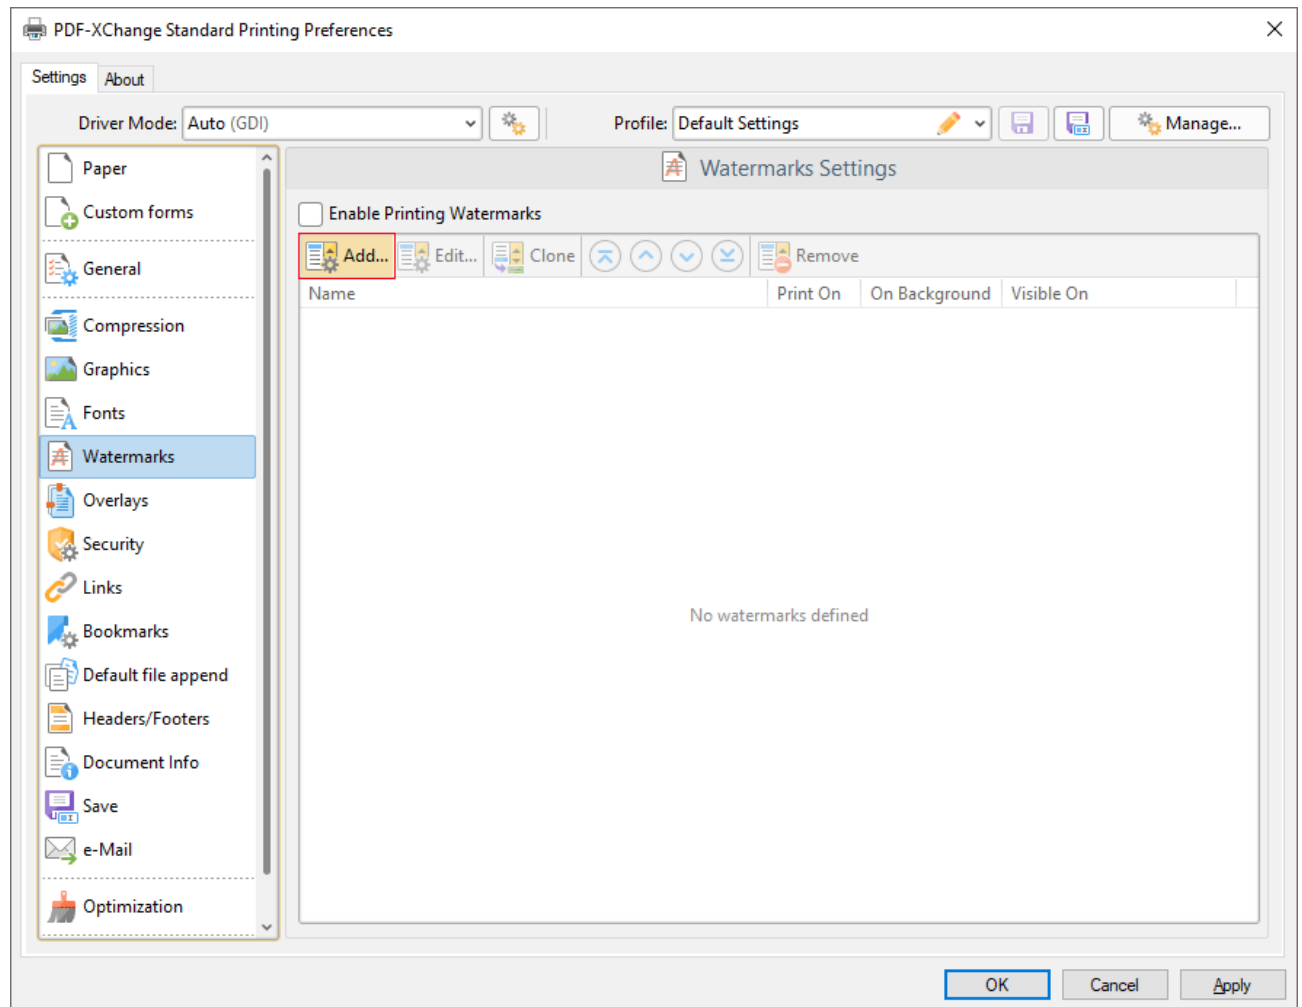 PDF-XChange Standard Printing Preferences
Settings About
Driver Mode: Auto (GDI) Profile: Default Settings Manage...
Paper
Custom forms
General
Compression
Graphics
Fonts
Watermarks
Overlays
Security
Links
Bookmarks
Default file append
Headers/Footers
Document Info
Save
e-Mail
Optimization
Watermarks Settings
Enable Printing Watermarks
Add... Edit... Clone Remove
Name Print On On Background Visible On
No watermarks defined
OK Cancel Apply